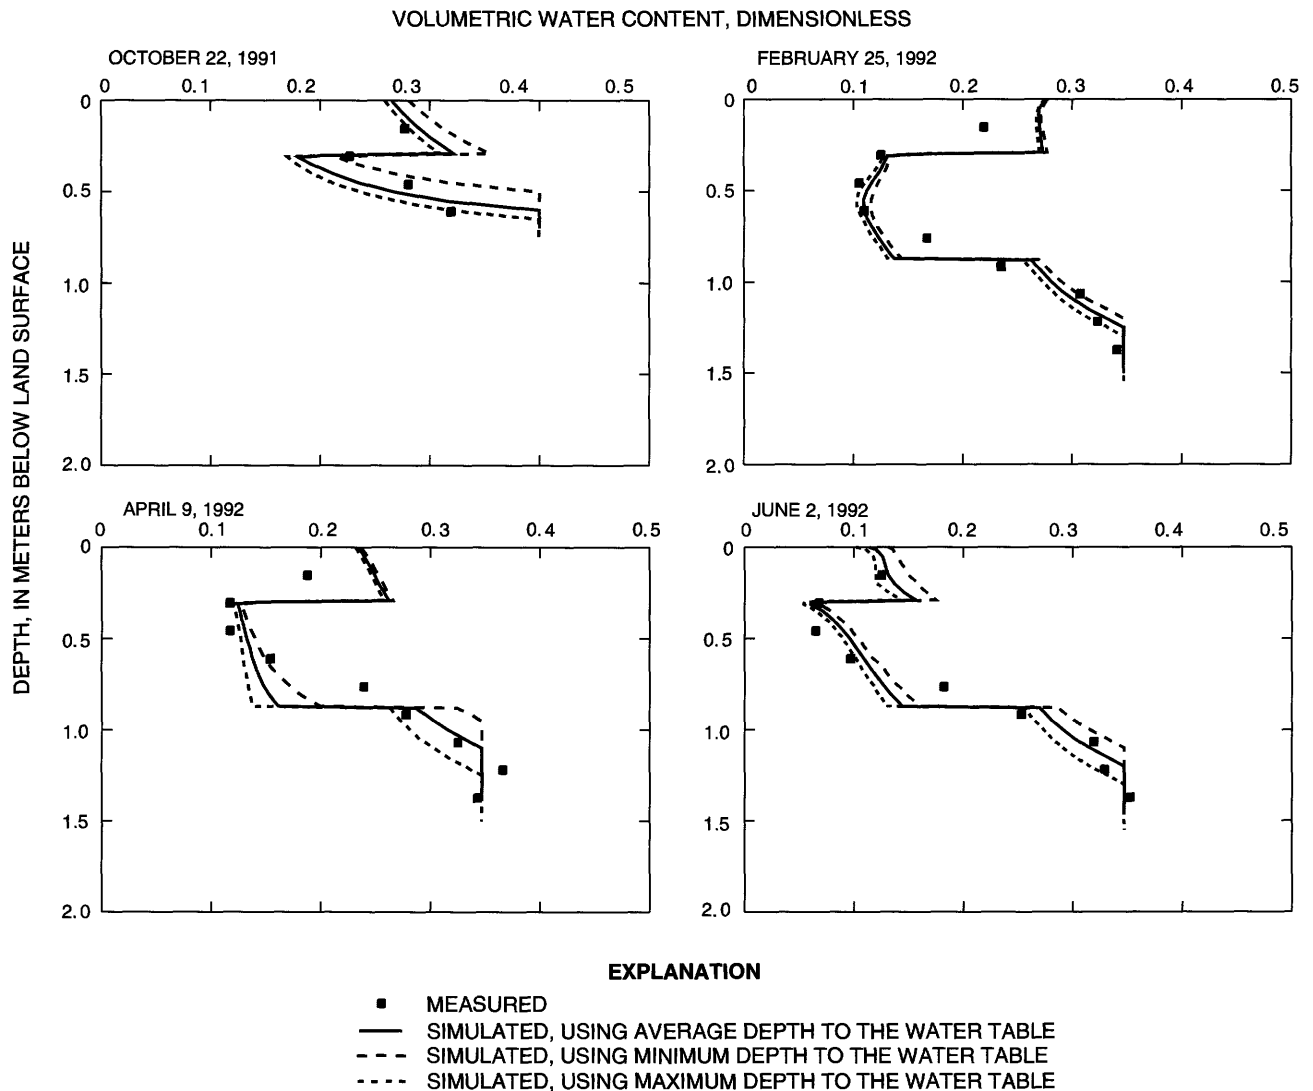 VOLUMETRIC WATER CONTENT, DIMENSIONLESS
OCTOBER 22, 1991
0 0.1 0.2 0.3 0.4 0.5
0
0.5
1.0
1.5
2.0
FEBRUARY 25, 1992
0 0.1 0.2 0.3 0.4 0.5
0
0.5
1.0
1.5
2.0
DEPTH, IN METERS BELOW LAND SURFACE
APRIL 9, 1992
0 0.1 0.2 0.3 0.4 0.5
0
0.5
1.0
1.5
2.0
JUNE 2, 1992
0 0.1 0.2 0.3 0.4 0.5
0
0.5
1.0
1.5
2.0
EXPLANATION
MEASURED
SIMULATED, USING AVERAGE DEPTH TO THE WATER TABLE
SIMULATED, USING MINIMUM DEPTH TO THE WATER TABLE
SIMULATED, USING MAXIMUM DEPTH TO THE WATER TABLE